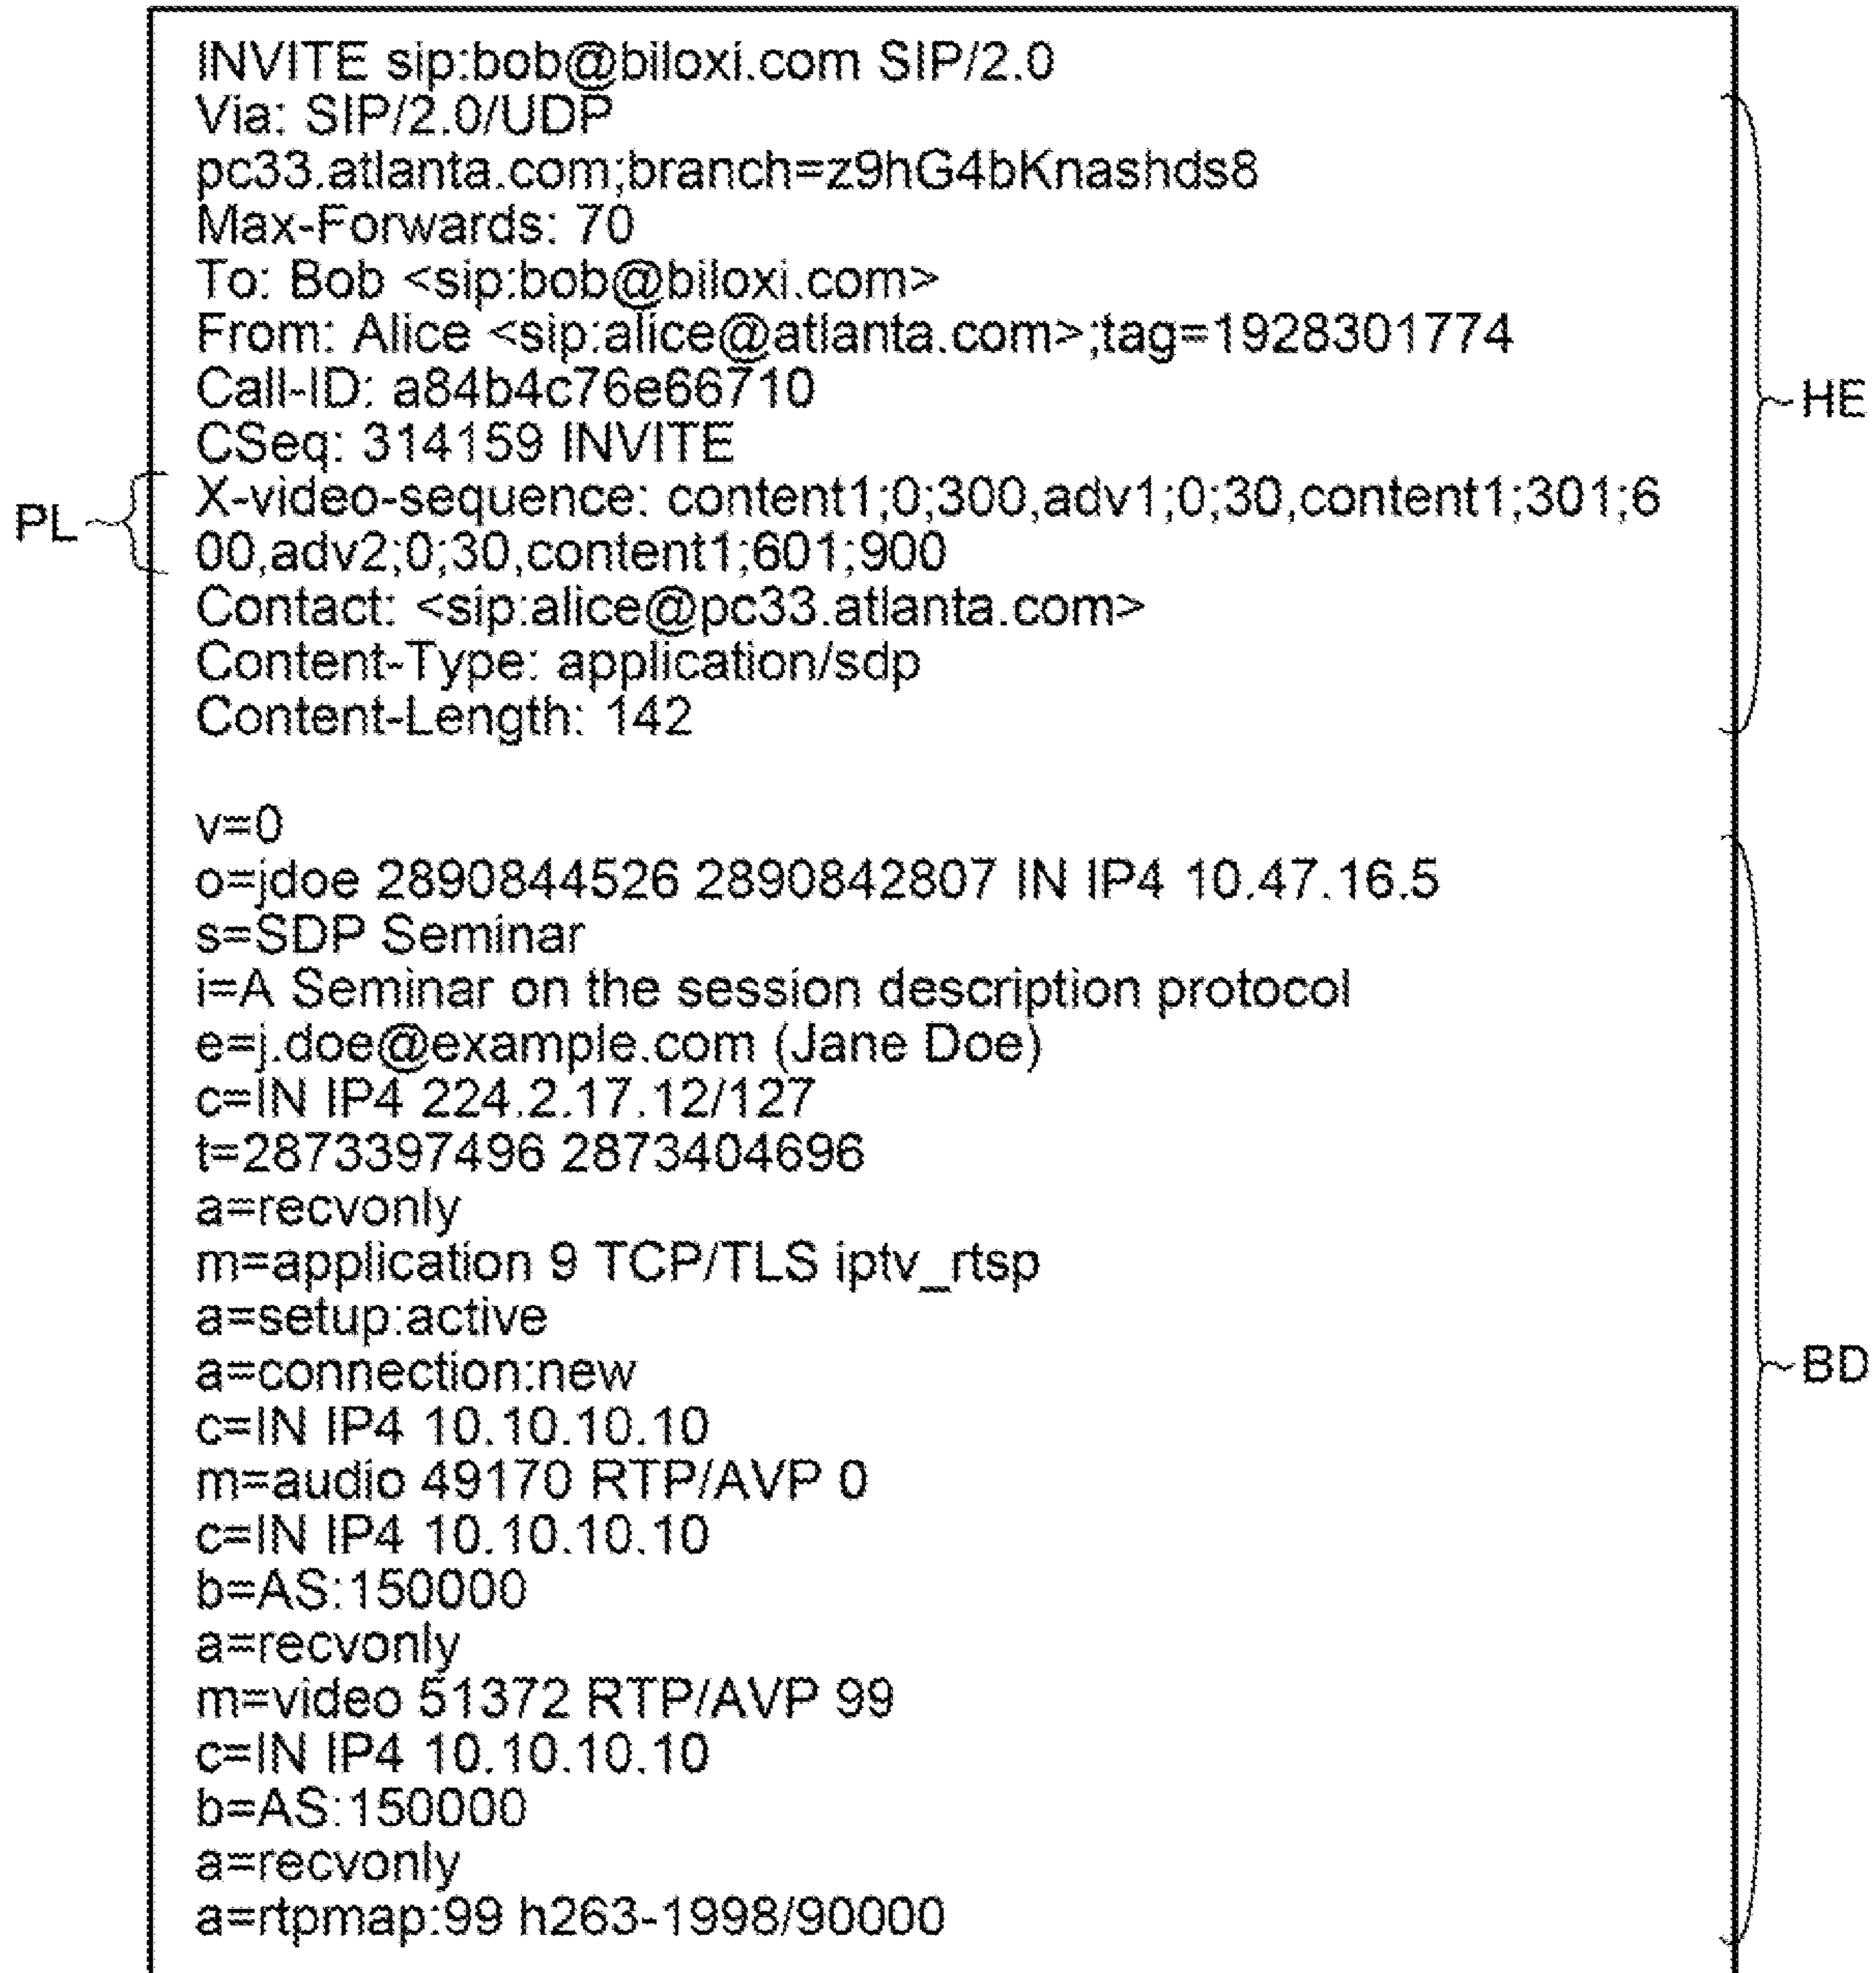 INVITE sip:bob@biloxi.com SIP/2.0
Via: SIP/2.0/UDP
pc33.atlanta.com;branch=z9hG4bKnashds8
Max-Forwards: 70
To: Bob <sip:bob@biloxi.com>
From: Alice <sip:alice@atlanta.com>;tag=1928301774
Call-ID: a84b4c76e66710
CSeq: 314159 INVITE
X-video-sequence: content1;0;300,adv1;0;30,content1;301;6
00,adv2;0;30,content1;601;900
Contact: <sip:alice@pc33.atlanta.com>
Content-Type: application/sdp
Content-Length: 142
PL
HE
v=0
o=jdoe 2890844526 2890842807 IN IP4 10.47.16.5
s=SDP Seminar
i=A Seminar on the session description protocol
e=j.doe@example.com (Jane Doe)
c=IN IP4 224.2.17.12/127
t=2873397496 2873404696
a=recvonly
m=application 9 TCP/TLS iptv_rtsp
a=setup:active
a=connection:new
c=IN IP4 10.10.10.10
m=audio 49170 RTP/AVP 0
c=IN IP4 10.10.10.10
b=AS:150000
a=recvonly
m=video 51372 RTP/AVP 99
c=IN IP4 10.10.10.10
b=AS:150000
a=recvonly
a=rtpmap:99 h263-1998/90000
BD